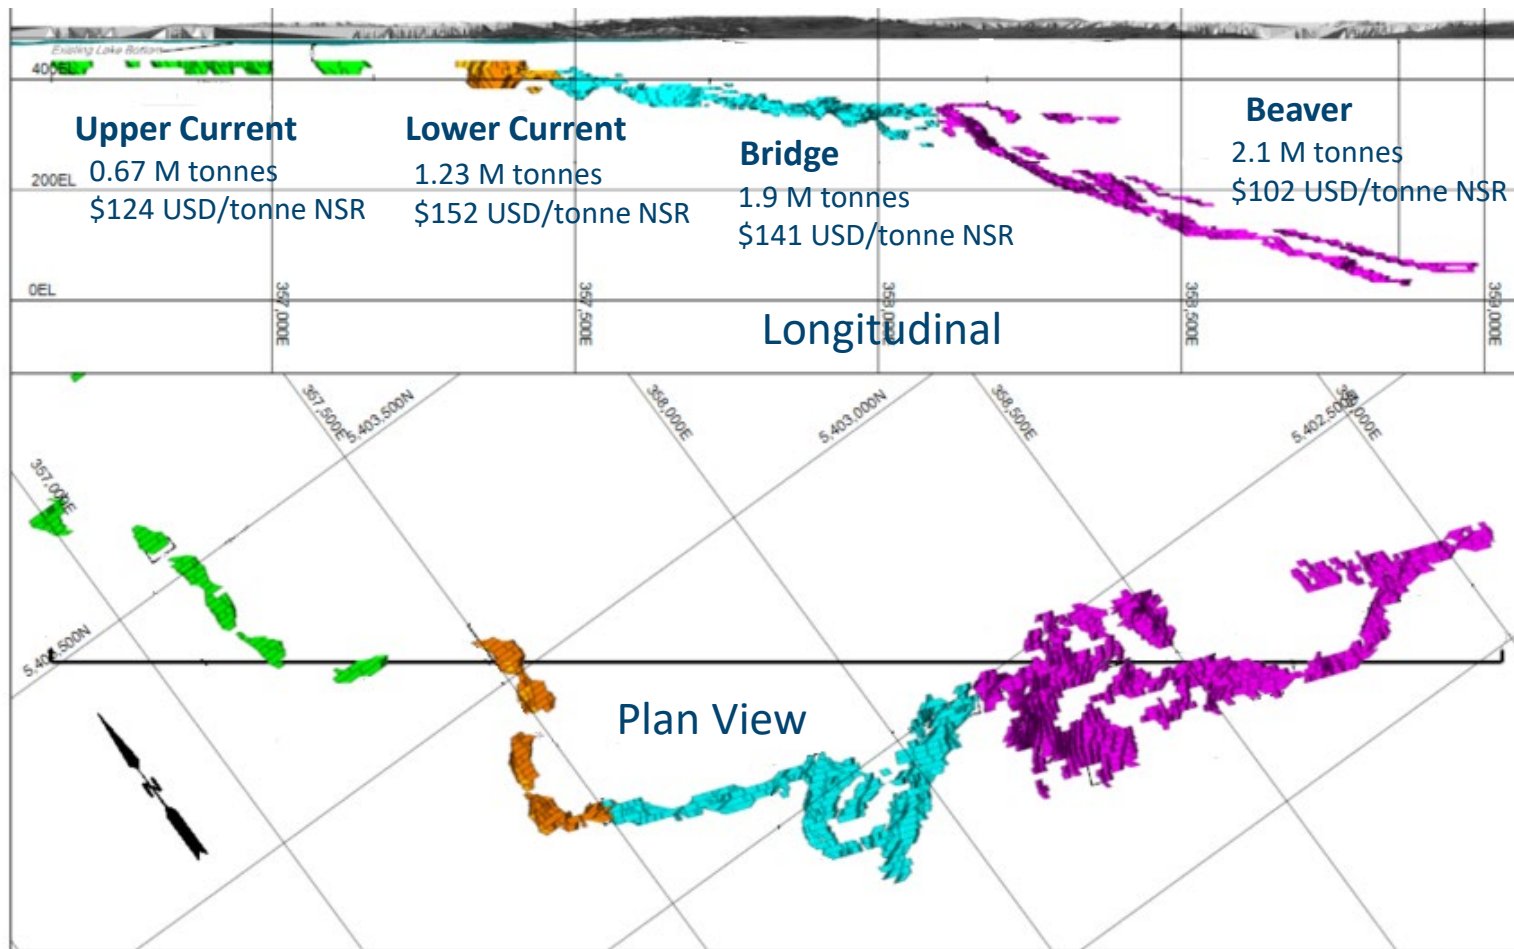 Existing Lake Bottom
400EL
Upper Current
0.67 M tonnes
$124 USD/tonne NSR
Lower Current
1.23 M tonnes
$152 USD/tonne NSR
Bridge
1.9 M tonnes
$141 USD/tonne NSR
Beaver
2.1 M tonnes
$102 USD/tonne NSR
200EL
0EL
357,000E
357,500E
358,000E
358,500E
359,000E
Longitudinal
357,500E
5,403,500N
358,000E
5,403,000N
358,500E
5,402,500N
357,000E
Plan View
N